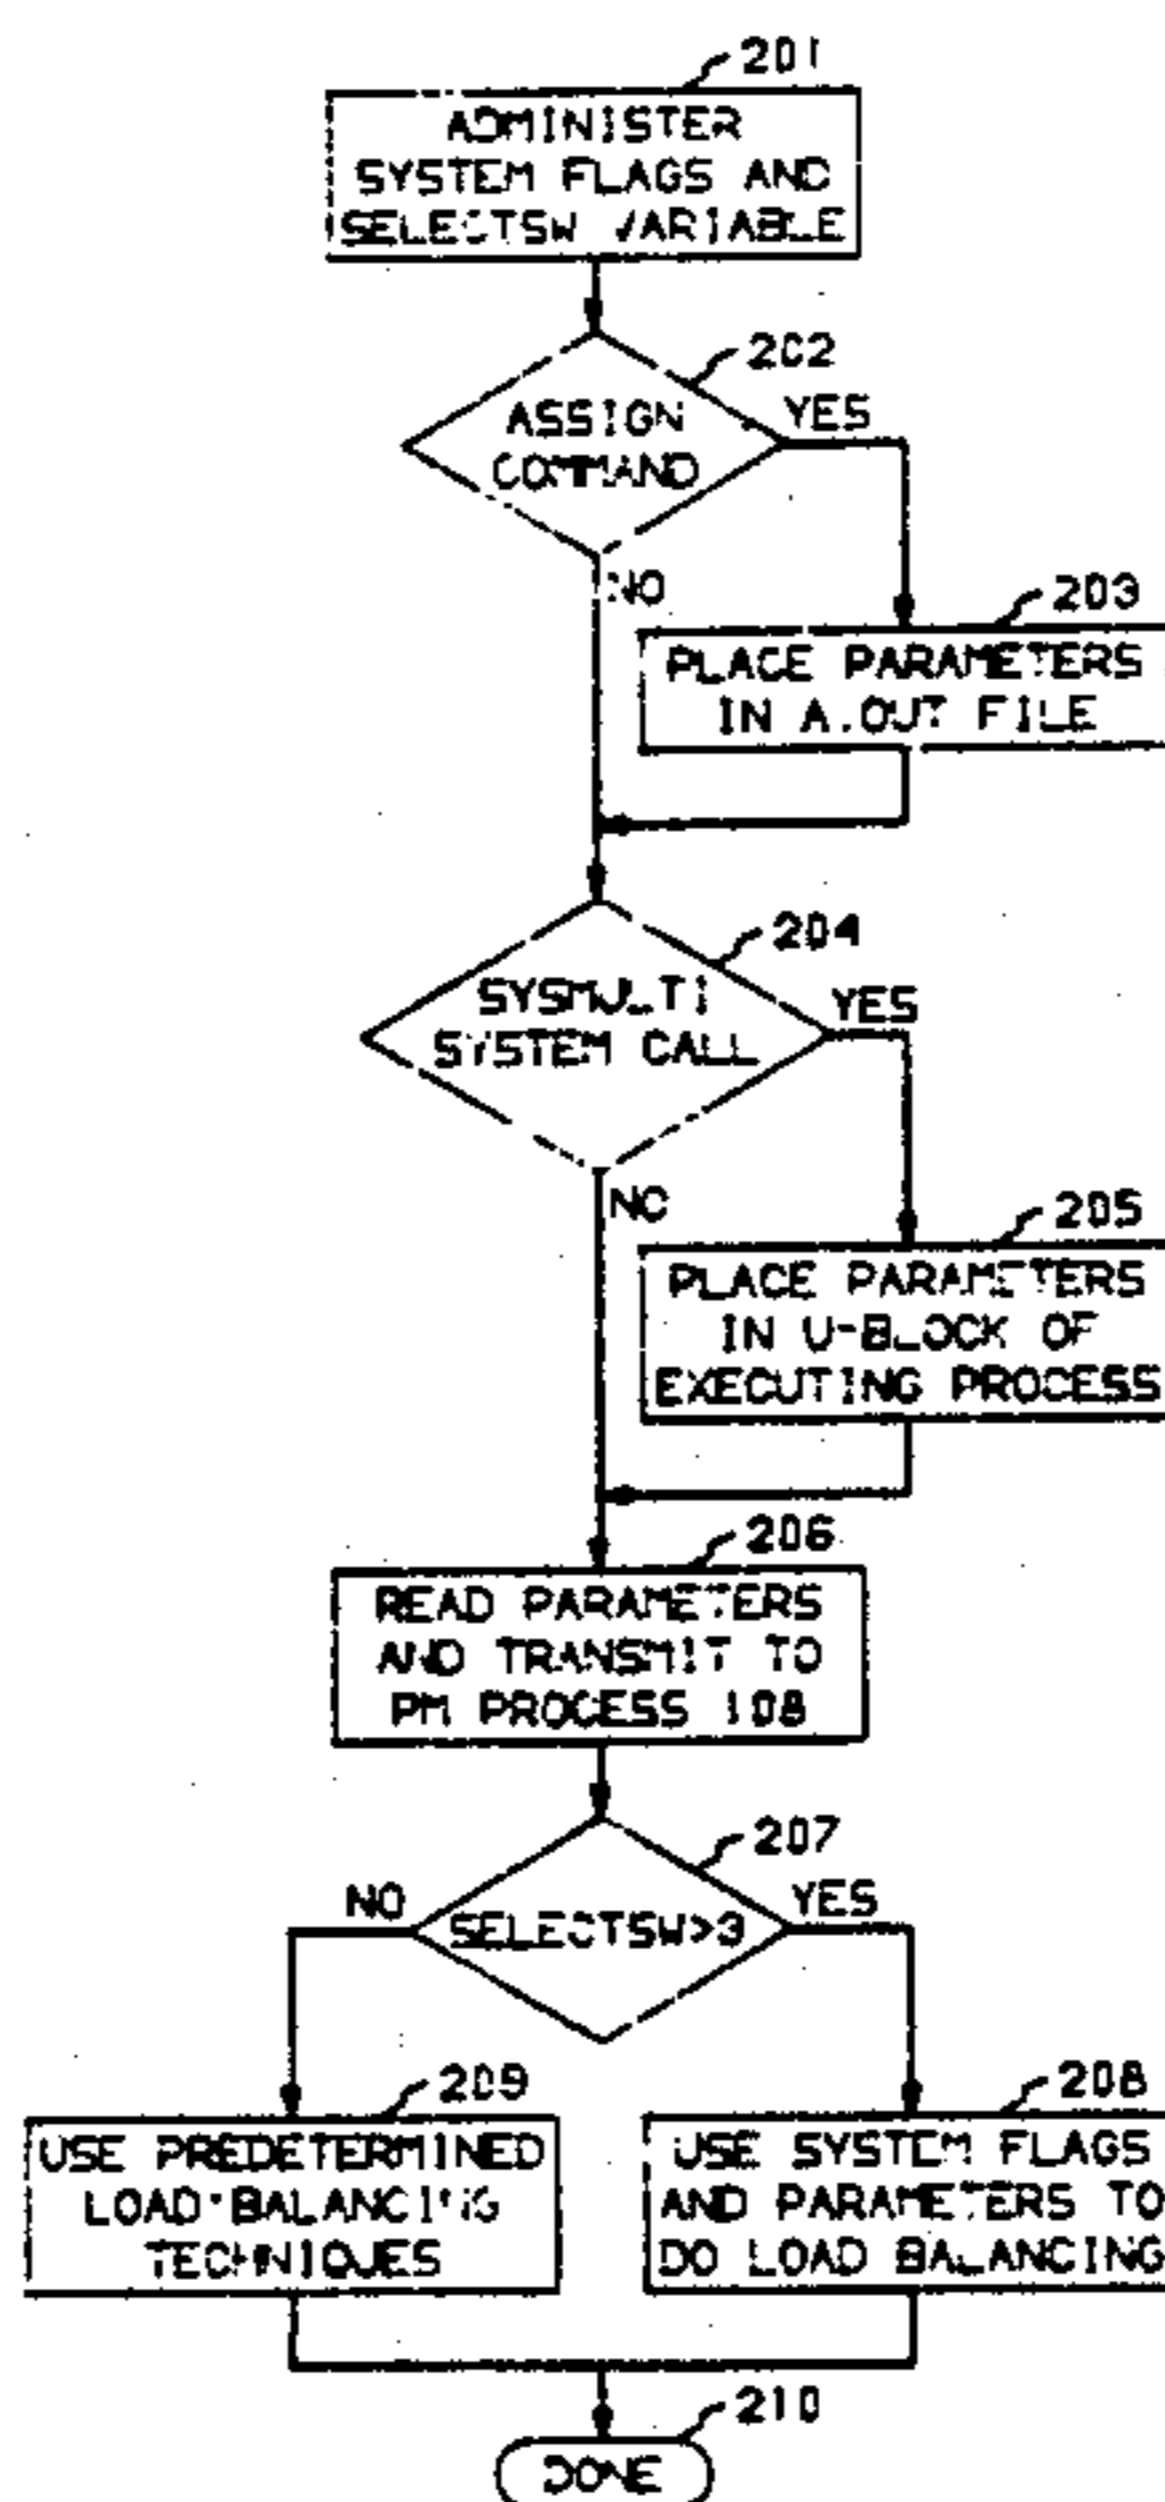 201
ADMINISTER
SYSTEM FLAGS AND
SELECTSW VARIABLE
202
ASSIGN
COMMAND
YES
NO
203
PLACE PARAMETERS
IN A.OUT FILE
204
SYSMULTI
SYSTEM CALL
YES
NO
205
PLACE PARAMETERS
IN U-BLOCK OF
EXECUTING PROCESS
206
READ PARAMETERS
AND TRANSMIT TO
PM PROCESS 108
207
NO
YES
SELECTSW>3
209
USE PREDETERMINED
LOAD-BALANCING
TECHNIQUES
208
USE SYSTEM FLAGS
AND PARAMETERS TO
DO LOAD BALANCING
210
DONE